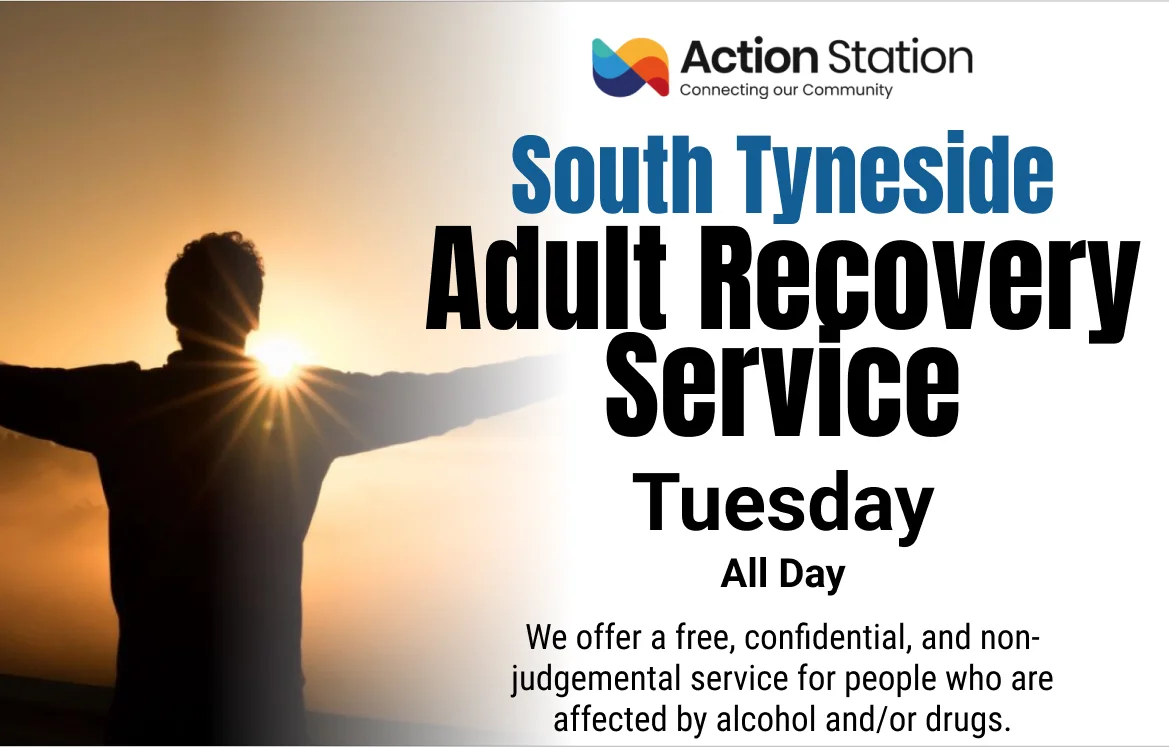 Action Station
Connecting our Community
South Tyneside
Adult Recovery
Service
Tuesday
All Day
We offer a free, confidential, and non-
judgemental service for people who are
affected by alcohol and/or drugs.